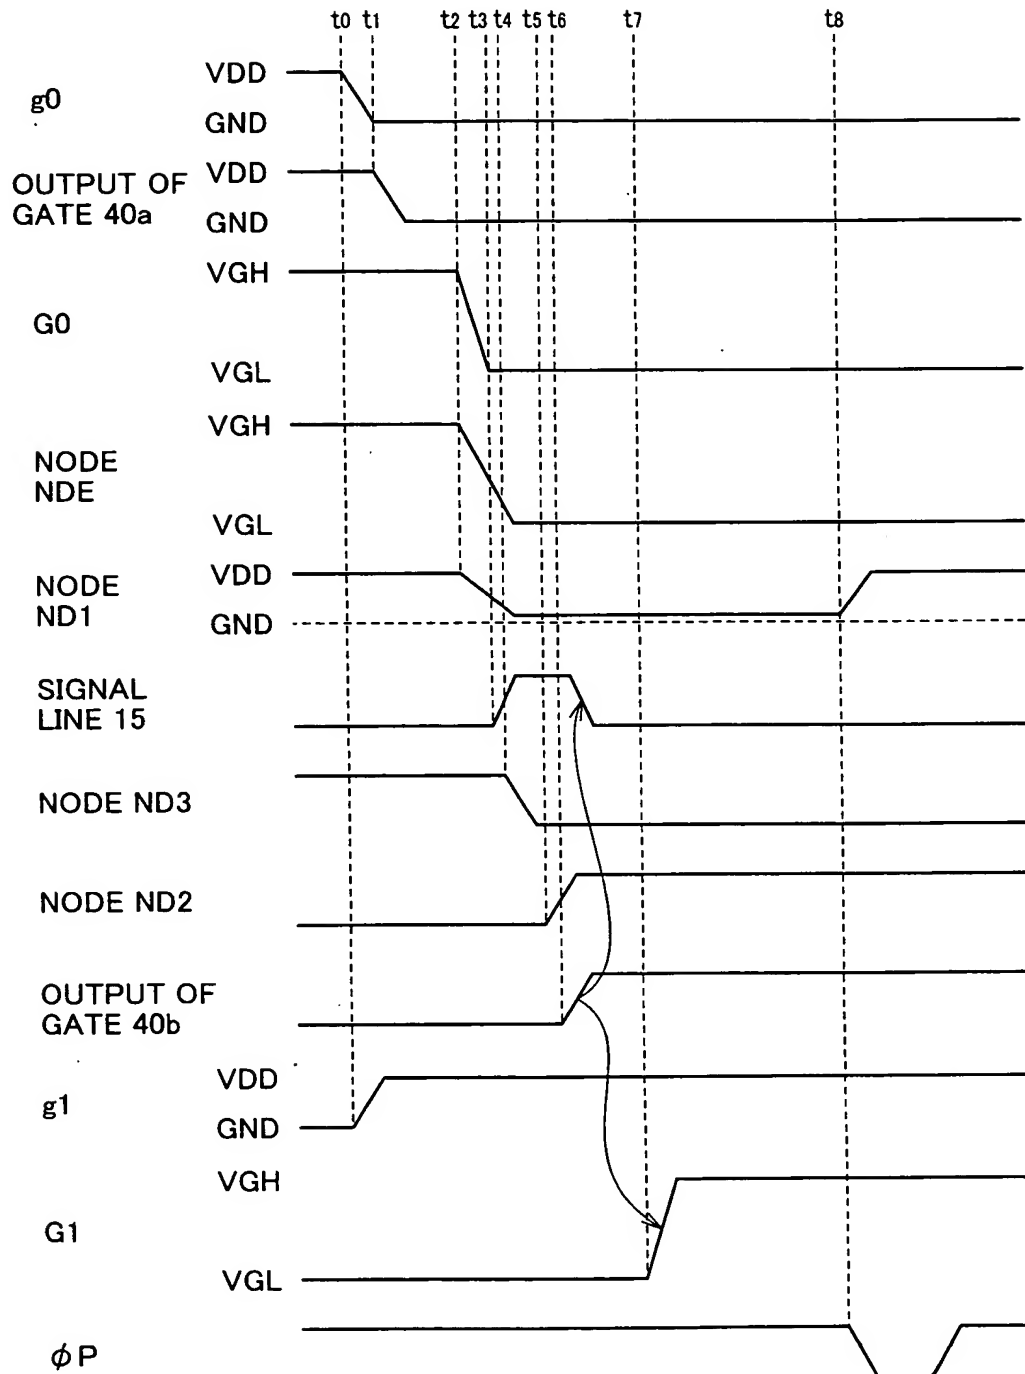 t0 t1 t2 t3 t4 t5 t6 t7 t8
g0
VDD
GND
OUTPUT OF
GATE 40a
VDD
GND
G0
VGH
VGL
NODE
NDE
VGH
VGL
NODE
ND1
VDD
GND
SIGNAL
LINE 15
NODE ND3
NODE ND2
OUTPUT OF
GATE 40b
g1
VDD
GND
G1
VGH
VGL
ϕP